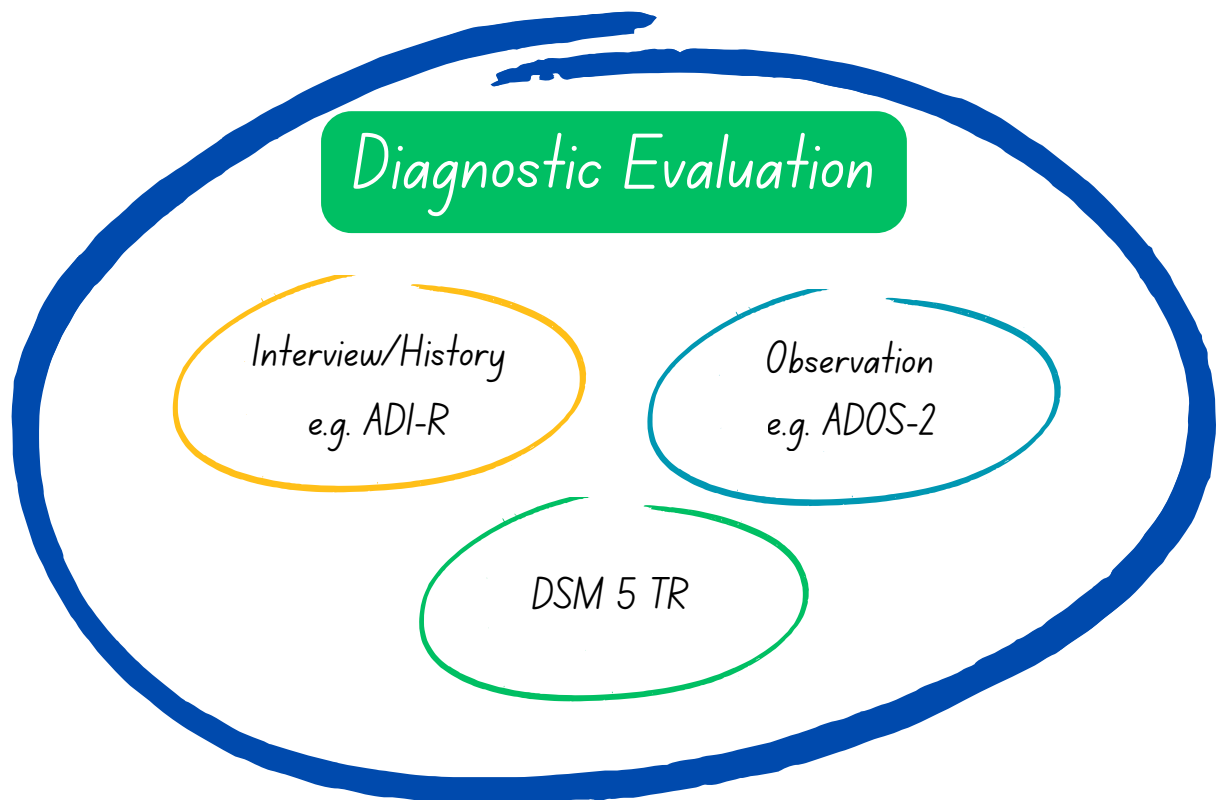 Diagnostic Evaluation
Interview/History
e.g. ADI-R
Observation
e.g. ADOS-2
DSM 5 TR